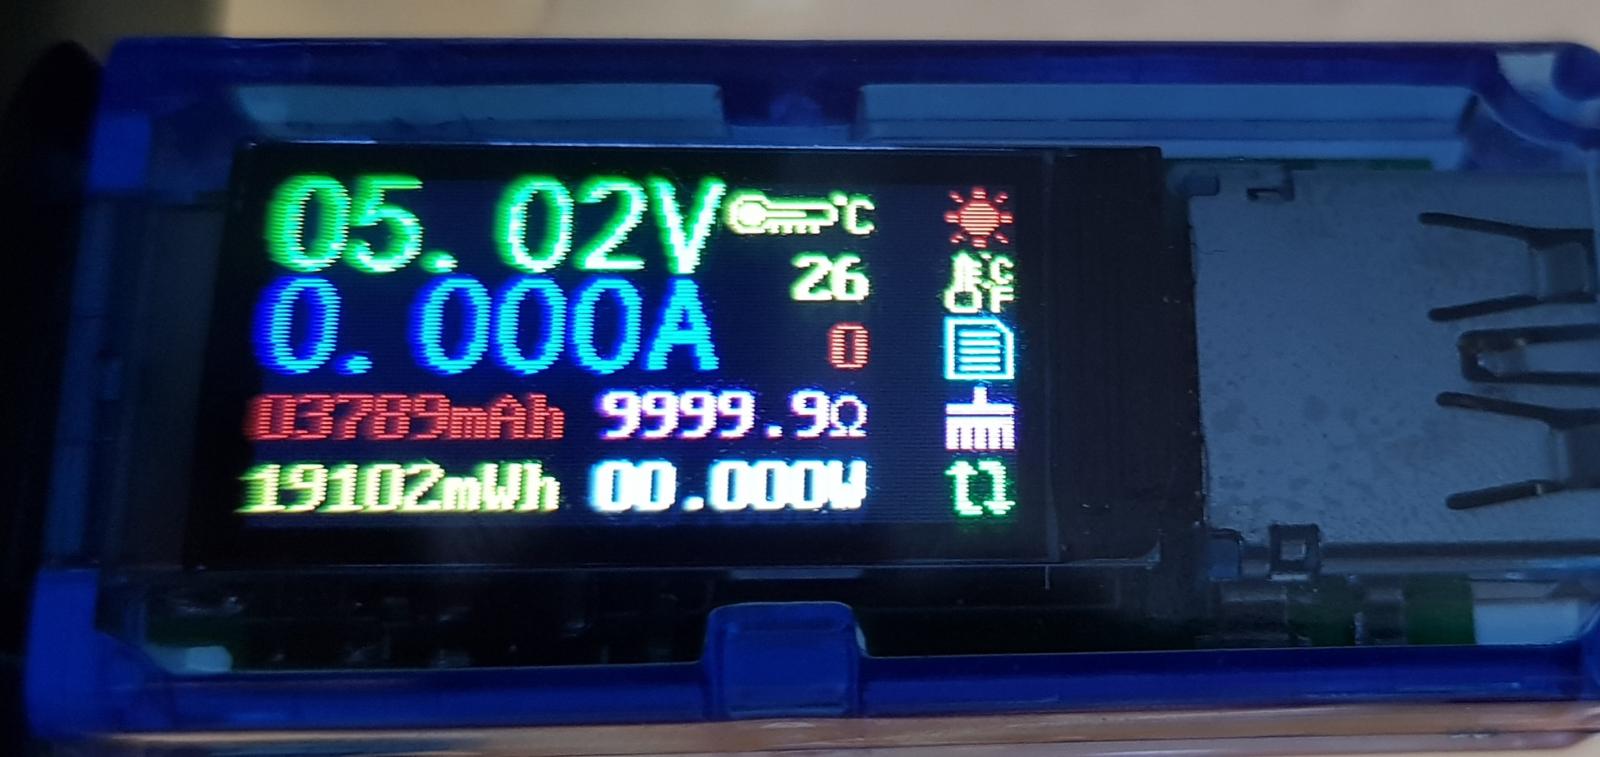 05.02V °C
26 °C °F
0.000A 0
03789mAh 9999.9Ω
19102mWh 00.000W